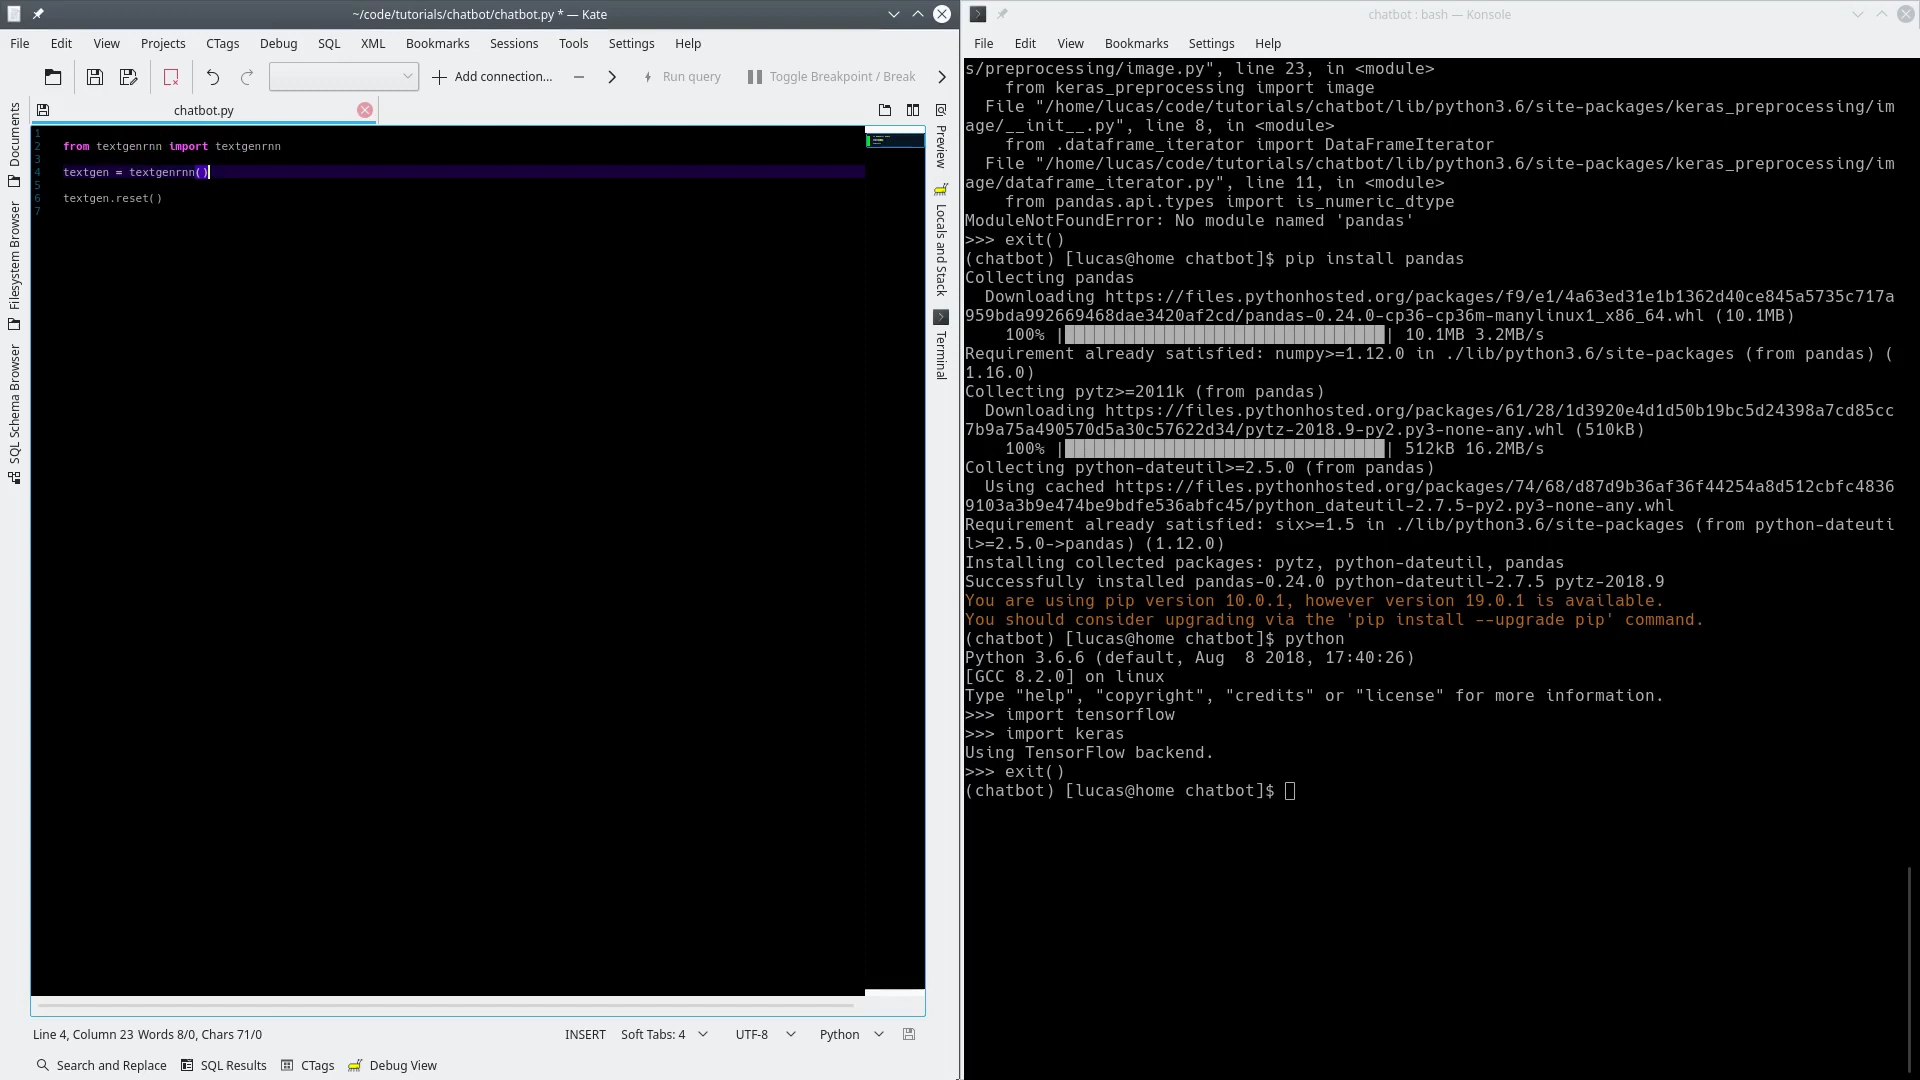 ~/code/tutorials/chatbot/chatbot.py * — Kate
File Edit View Projects CTags Debug SQL XML Bookmarks Sessions Tools Settings Help
Add connection... Run query Toggle Breakpoint / Break
chatbot.py
Documents
Filesystem Browser
SQL Schema Browser
1
2 from textgenrnn import textgenrnn
3
4 textgen = textgenrnn()
5
6 textgen.reset()
7
Preview
Locals and Stack
Terminal
Line 4, Column 23 Words 8/0, Chars 71/0 INSERT Soft Tabs: 4 UTF-8 Python
Search and Replace SQL Results CTags Debug View
chatbot : bash — Konsole
File Edit View Bookmarks Settings Help
s/preprocessing/image.py", line 23, in <module>
    from keras_preprocessing import image
  File "/home/lucas/code/tutorials/chatbot/lib/python3.6/site-packages/keras_preprocessing/im
age/__init__.py", line 8, in <module>
    from .dataframe_iterator import DataFrameIterator
  File "/home/lucas/code/tutorials/chatbot/lib/python3.6/site-packages/keras_preprocessing/im
age/dataframe_iterator.py", line 11, in <module>
    from pandas.api.types import is_numeric_dtype
ModuleNotFoundError: No module named 'pandas'
>>> exit()
(chatbot) [lucas@home chatbot]$ pip install pandas
Collecting pandas
  Downloading https://files.pythonhosted.org/packages/f9/e1/4a63ed31e1b1362d40ce845a5735c717a
959bda992669468dae3420af2cd/pandas-0.24.0-cp36-cp36m-manylinux1_x86_64.whl (10.1MB)
    100% |████████████████████████████████| 10.1MB 3.2MB/s
Requirement already satisfied: numpy>=1.12.0 in ./lib/python3.6/site-packages (from pandas) (
1.16.0)
Collecting pytz>=2011k (from pandas)
  Downloading https://files.pythonhosted.org/packages/61/28/1d3920e4d1d50b19bc5d24398a7cd85cc
7b9a75a490570d5a30c57622d34/pytz-2018.9-py2.py3-none-any.whl (510kB)
    100% |████████████████████████████████| 512kB 16.2MB/s
Collecting python-dateutil>=2.5.0 (from pandas)
  Using cached https://files.pythonhosted.org/packages/74/68/d87d9b36af36f44254a8d512cbfc4836
9103a3b9e474be9bdfe536abfc45/python_dateutil-2.7.5-py2.py3-none-any.whl
Requirement already satisfied: six>=1.5 in ./lib/python3.6/site-packages (from python-dateuti
l>=2.5.0->pandas) (1.12.0)
Installing collected packages: pytz, python-dateutil, pandas
Successfully installed pandas-0.24.0 python-dateutil-2.7.5 pytz-2018.9
You are using pip version 10.0.1, however version 19.0.1 is available.
You should consider upgrading via the 'pip install --upgrade pip' command.
(chatbot) [lucas@home chatbot]$ python
Python 3.6.6 (default, Aug  8 2018, 17:40:26)
[GCC 8.2.0] on linux
Type "help", "copyright", "credits" or "license" for more information.
>>> import tensorflow
>>> import keras
Using TensorFlow backend.
>>> exit()
(chatbot) [lucas@home chatbot]$